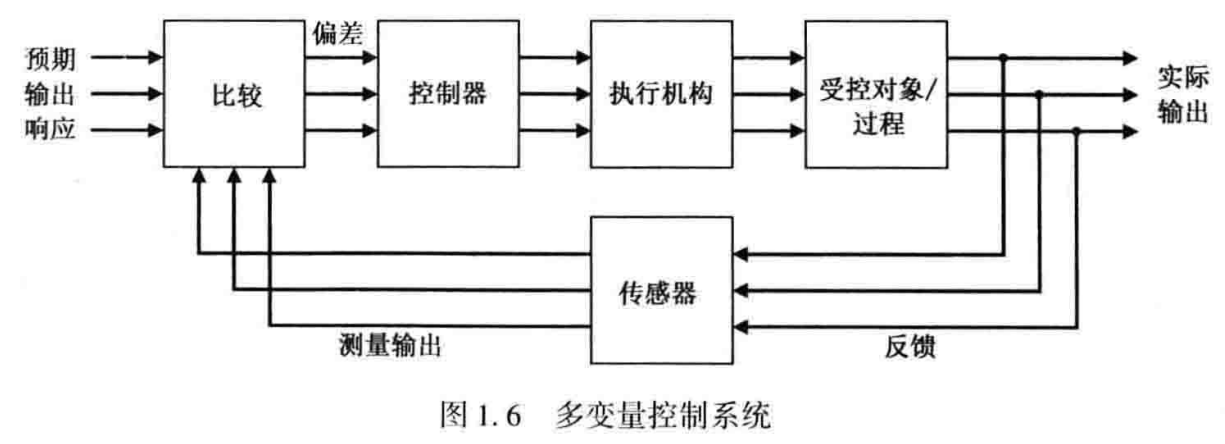 偏差
预期
输出
响应
比较
控制器
执行机构
受控对象/
过程
实际
输出
传感器
测量输出
反馈
图 1.6 多变量控制系统